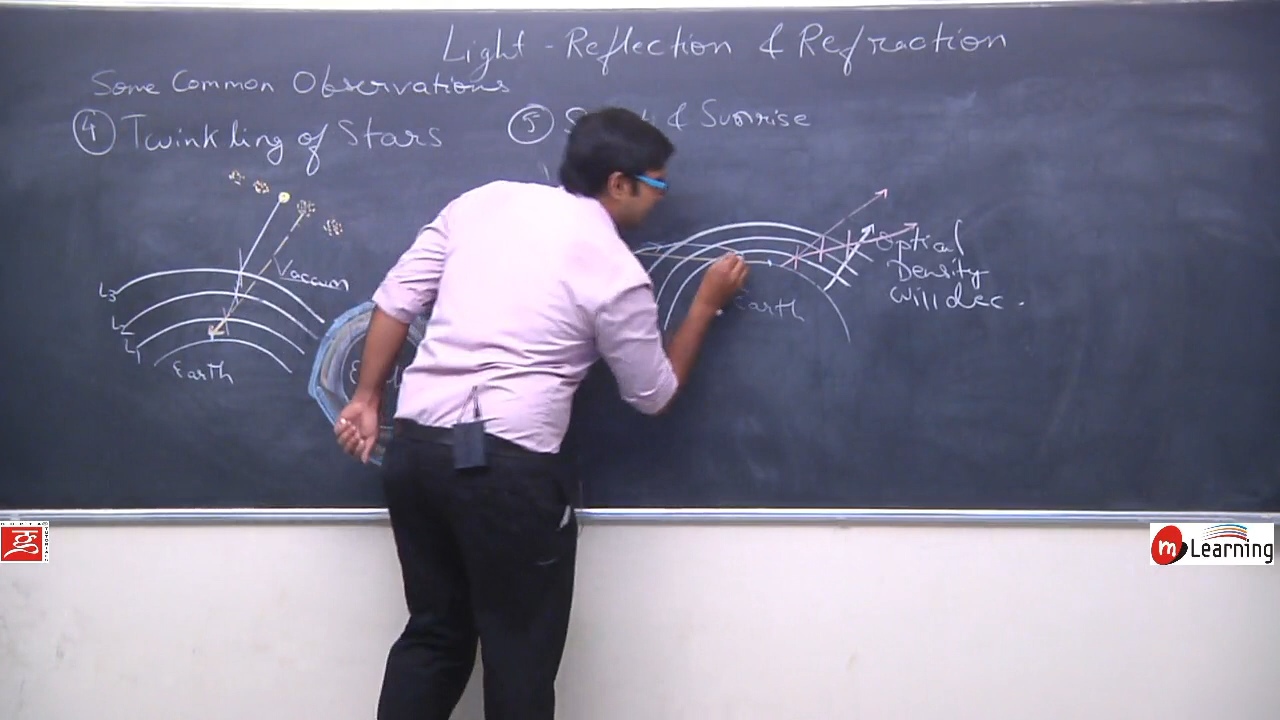 Light - Reflection & Refraction
Some Common Observations
④ Twinkling of Stars
⑤ & Sunrise
Vaccum
L3
L2
L1
Earth
Earth
Optical
Density
will dec.
g
m Learning